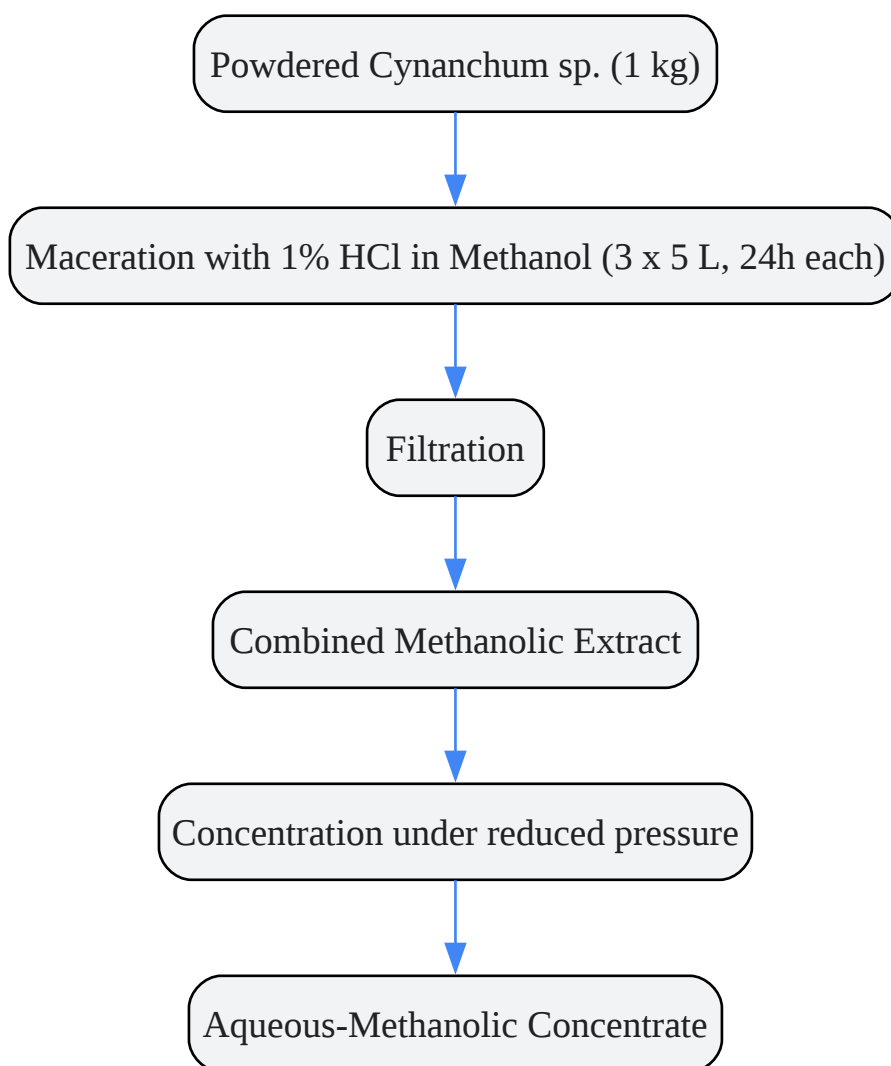 Powdered Cynanchum sp. (1 kg)
Maceration with 1% HCl in Methanol (3 x 5 L, 24h each)
Filtration
Combined Methanolic Extract
Concentration under reduced pressure
Aqueous-Methanolic Concentrate